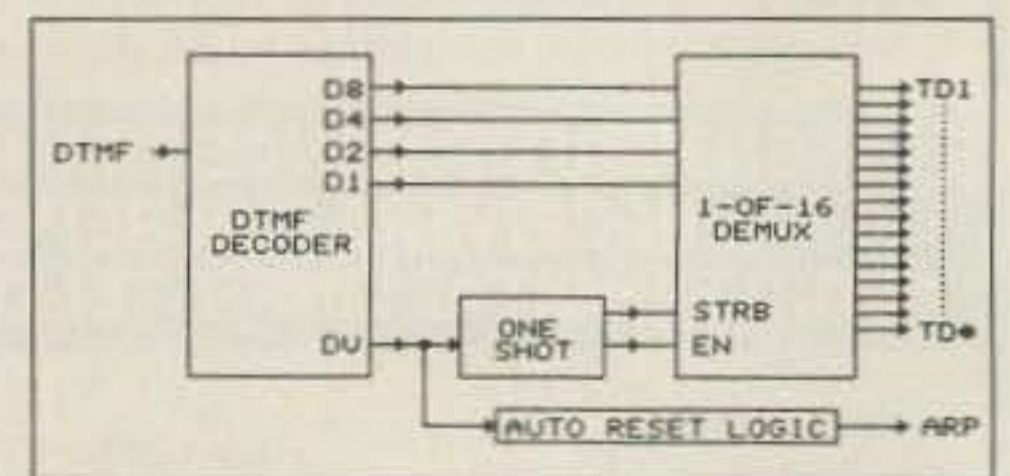 D8
TD1
D4
DTMF
D2
D1
DTMF
DECODER
1-OF-16
DEMUX
STRB
DV
ONE
SHOT
EN
TD●
AUTO RESET LOGIC
ARP